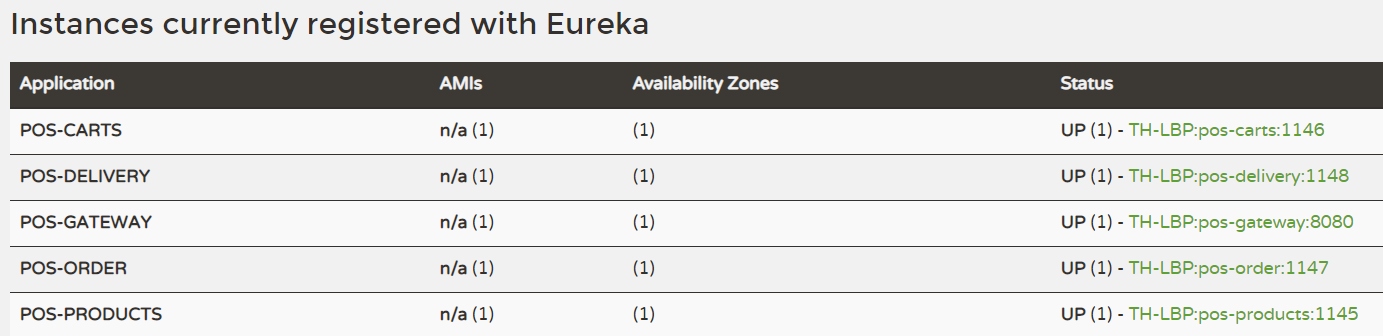 Instances currently registered with Eureka
Application AMIs Availability Zones Status
POS-CARTS n/a (1) (1) UP (1) - TH-LBP:pos-carts:1146
POS-DELIVERY n/a (1) (1) UP (1) - TH-LBP:pos-delivery:1148
POS-GATEWAY n/a (1) (1) UP (1) - TH-LBP:pos-gateway:8080
POS-ORDER n/a (1) (1) UP (1) - TH-LBP:pos-order:1147
POS-PRODUCTS n/a (1) (1) UP (1) - TH-LBP:pos-products:1145